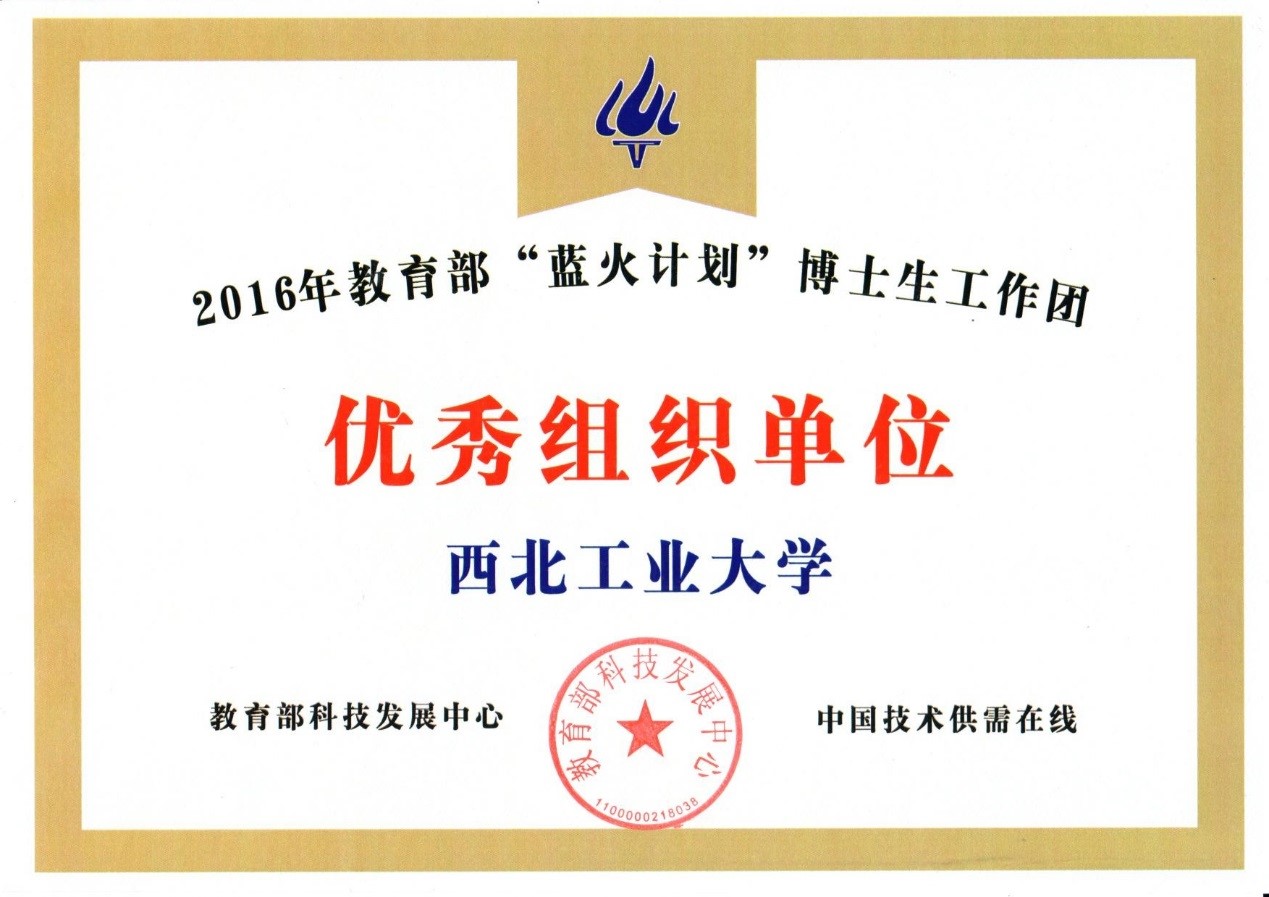 2016年教育部“蓝火计划”博士生工作团
优秀组织单位
西北工业大学
教育部科技发展中心
教育部科技发展中心
1100000218038
中国技术供需在线